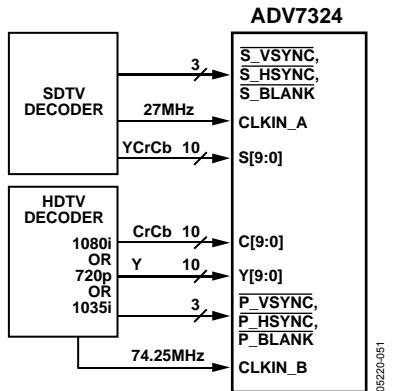 ADV7324
SDTV
DECODER
3
S_VSYNC,
S_HSYNC,
S_BLANK
27MHz
CLKIN_A
YCrCb 10
S[9:0]
HDTV
DECODER
1080i
OR
720p
OR
1035i
CrCb 10
C[9:0]
Y 10
Y[9:0]
3
P_VSYNC,
P_HSYNC,
P_BLANK
74.25MHz
CLKIN_B
05220-051